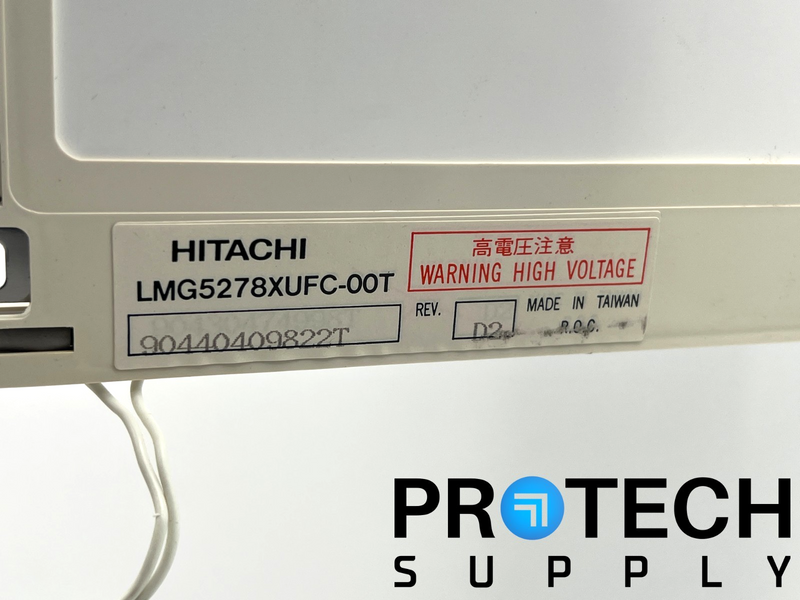 HITACHI
LMG5278XUFC-00T
90440409822T
高電圧注意
WARNING HIGH VOLTAGE
REV.
D2
MADE IN TAIWAN
R.O.C.
PROTECH
SUPPLY